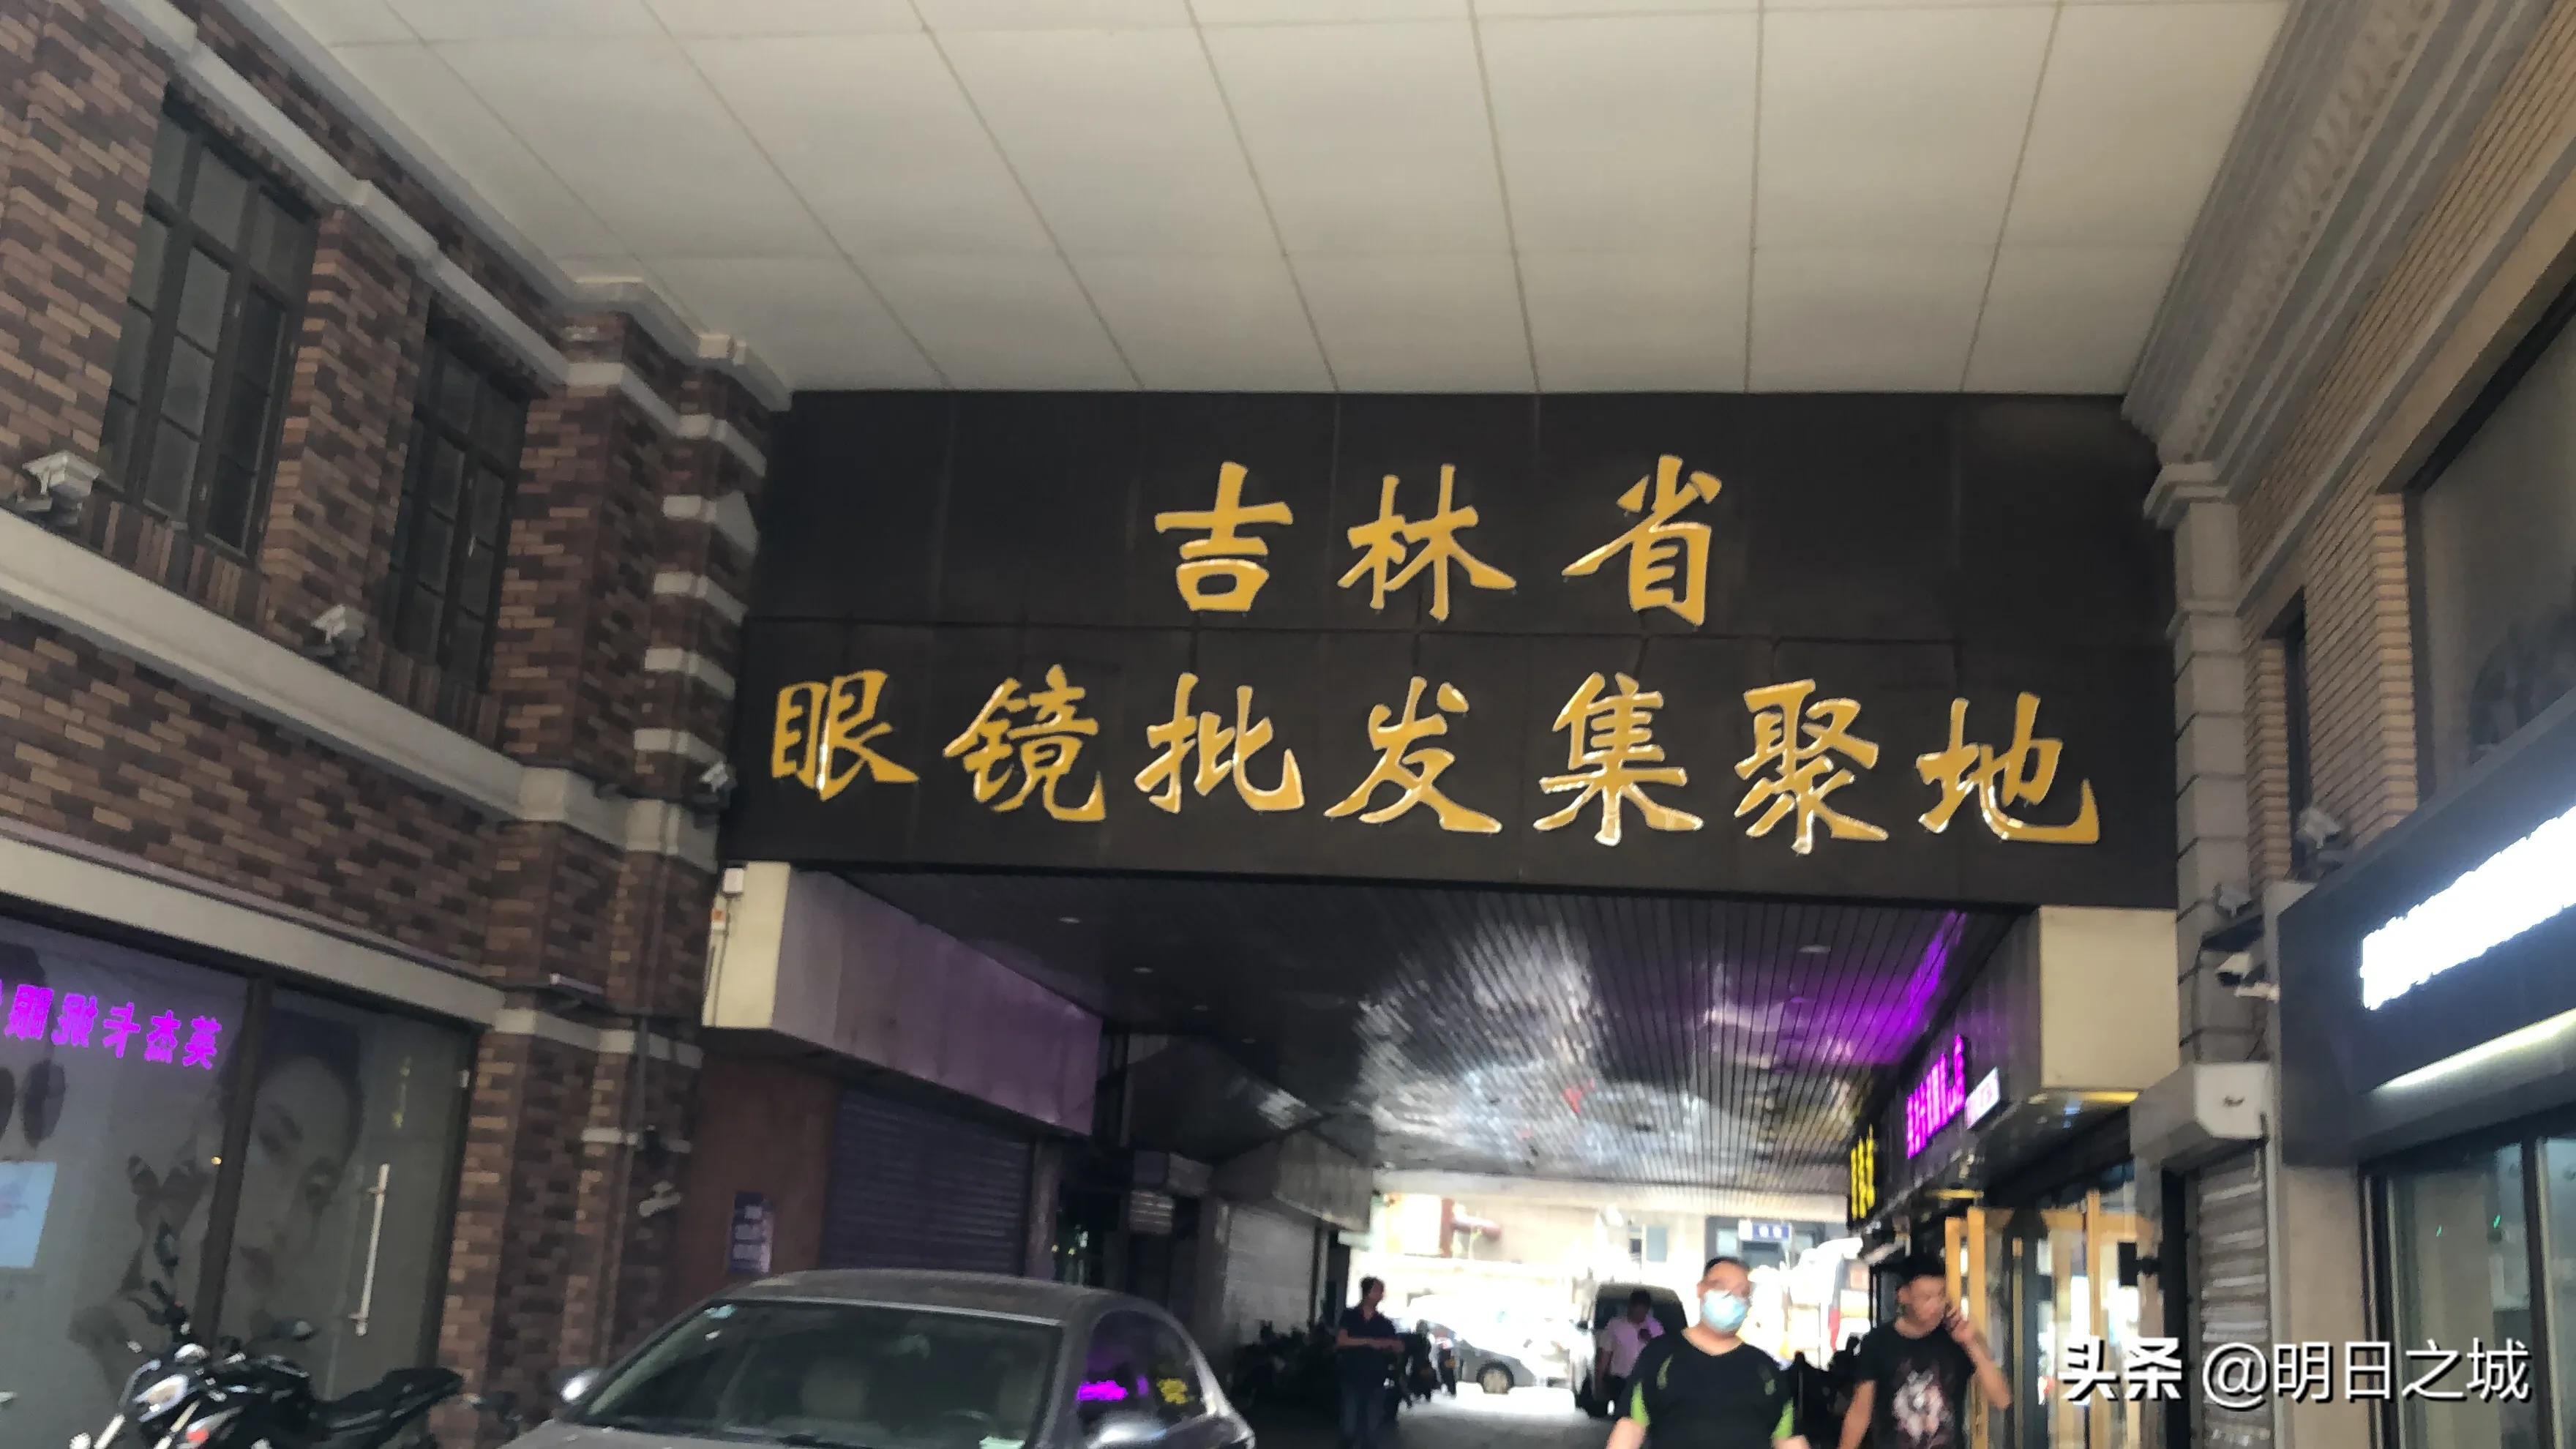 吉林省
眼镜批发集聚地
头条 @明日之城